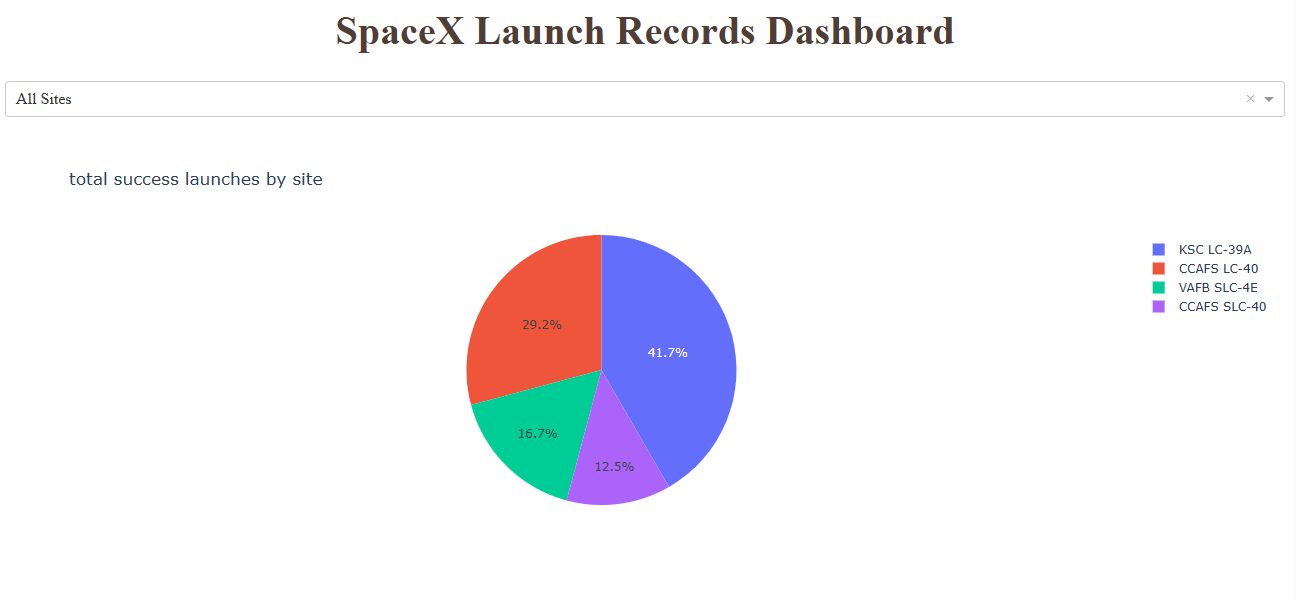 SpaceX Launch Records Dashboard
All Sites
×
total success launches by site
KSC LC-39A
CCAFS LC-40
VAFB SLC-4E
CCAFS SLC-40
29.2%
41.7%
16.7%
12.5%